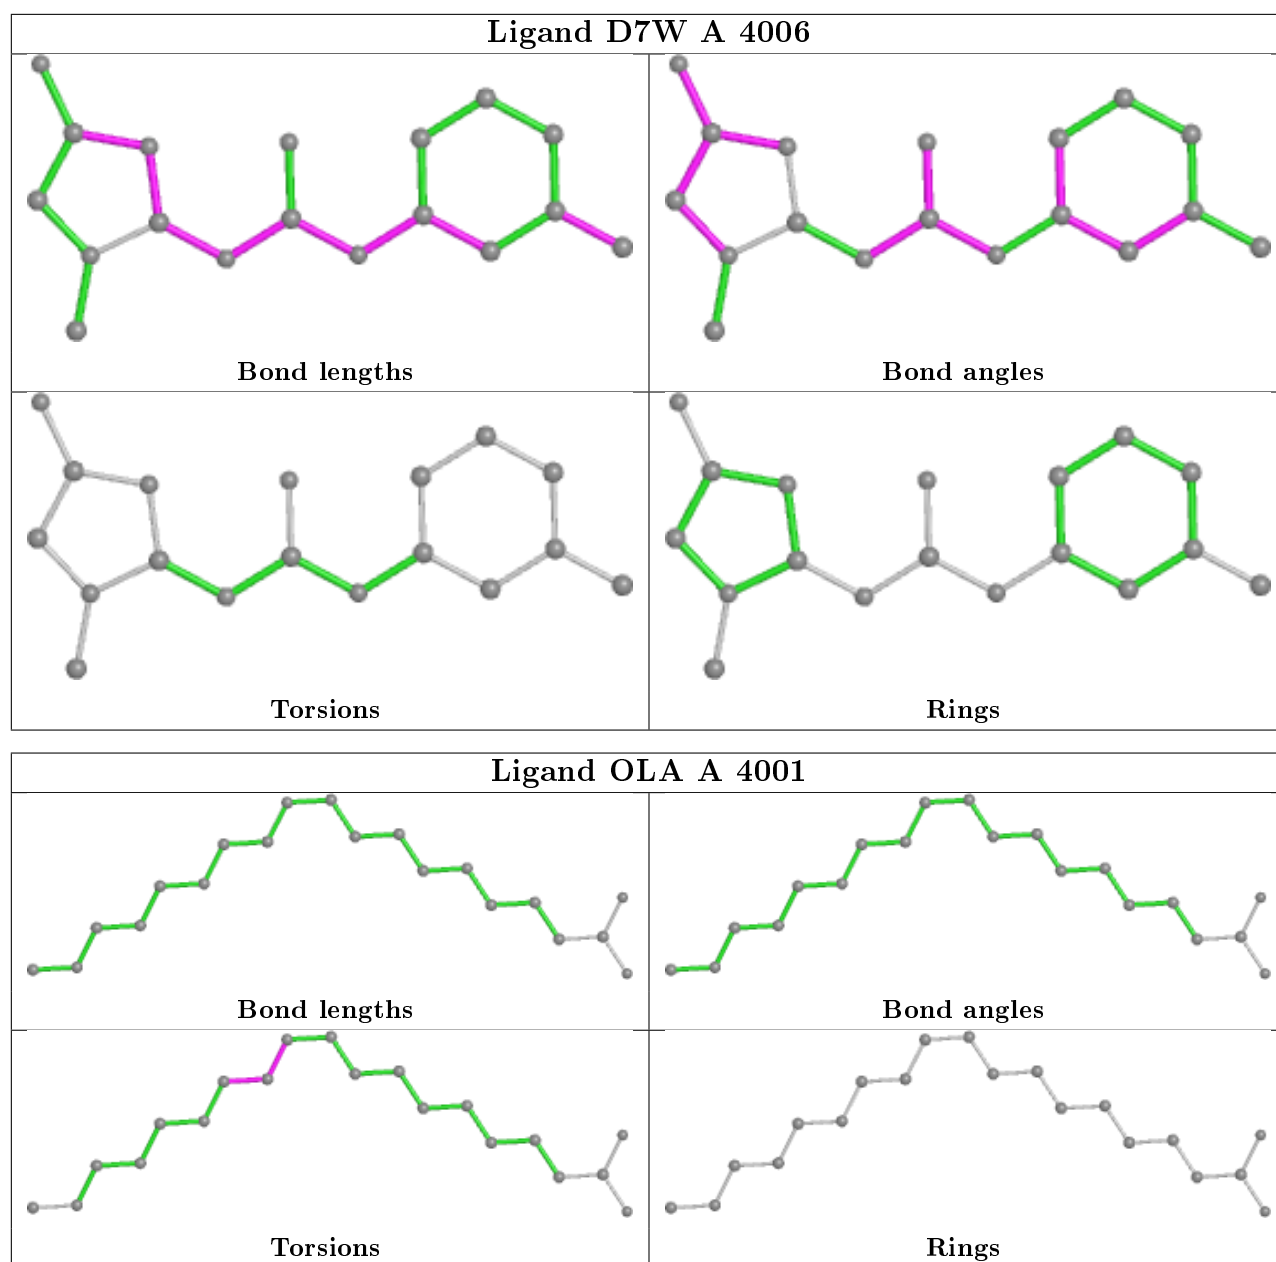 Ligand D7W A 4006
Bond lengths
Bond angles
Torsions
Rings
Ligand OLA A 4001
Bond lengths
Bond angles
Torsions
Rings